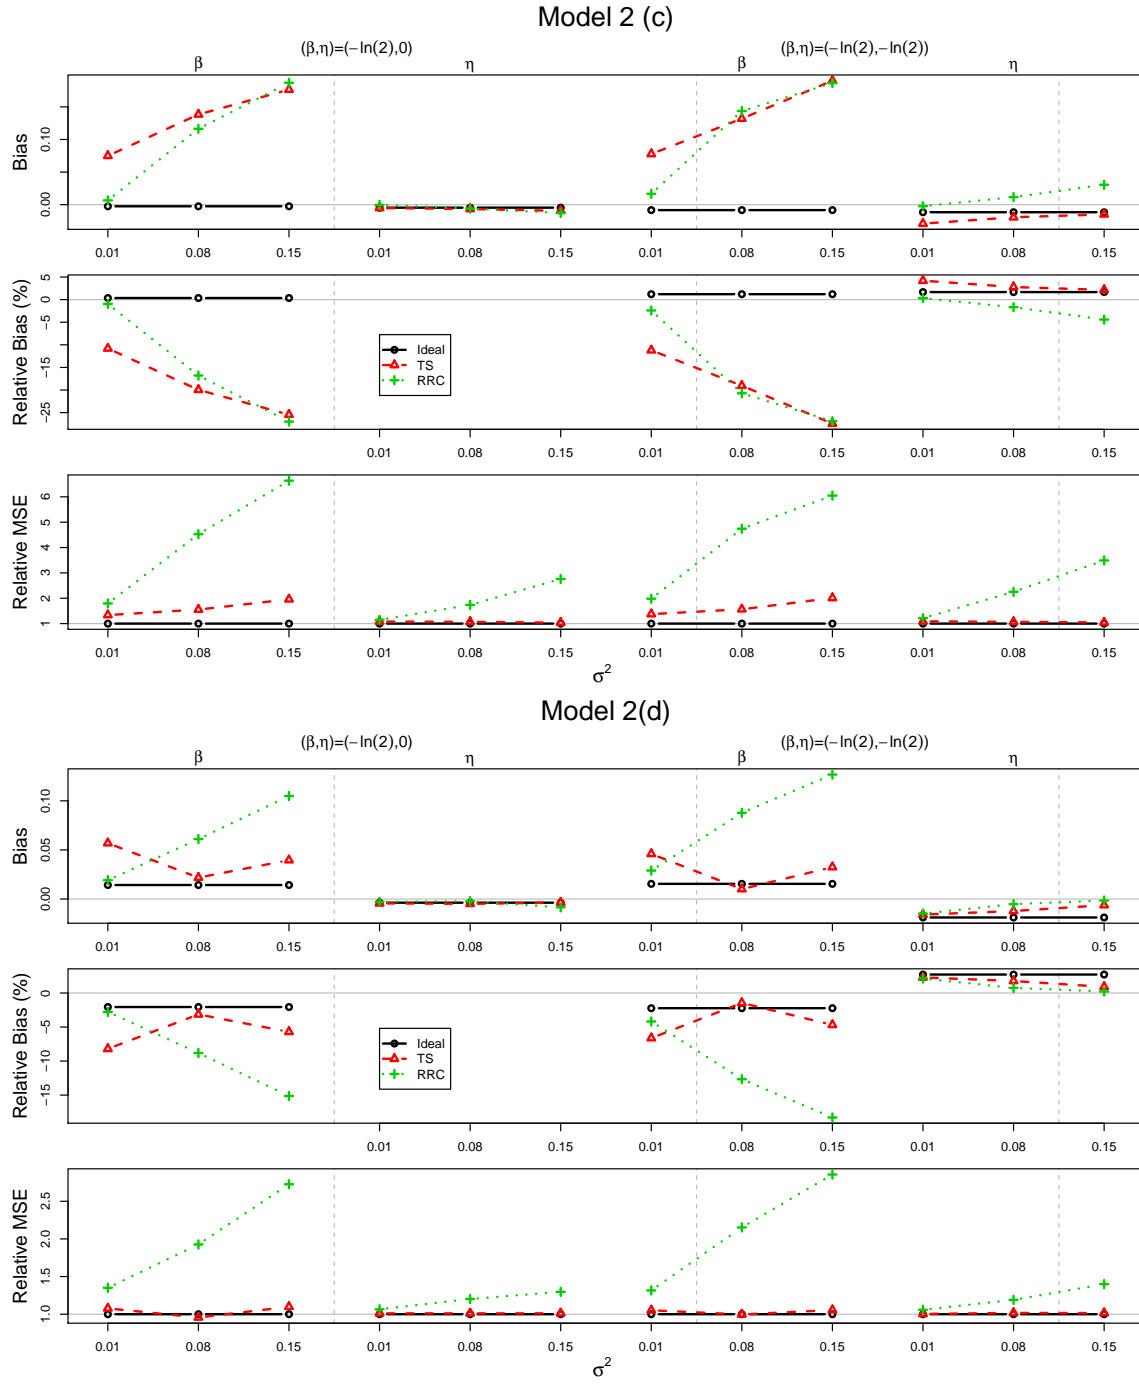 Model 2 (c)
(β,η)=(−ln(2),0) (β,η)=(−ln(2),−ln(2))
β η β η
Bias
0.00 0.10
0.01 0.08 0.15 0.01 0.08 0.15 0.01 0.08 0.15 0.01 0.08 0.15
Relative Bias (%)
−25 −15 −5 5
Ideal
TS
RRC
0.01 0.08 0.15 0.01 0.08 0.15 0.01 0.08 0.15
Relative MSE
1 2 3 4 5 6
0.01 0.08 0.15 0.01 0.08 0.15 0.01 0.08 0.15 0.01 0.08 0.15
σ²
Model 2(d)
(β,η)=(−ln(2),0) (β,η)=(−ln(2),−ln(2))
β η β η
Bias
0.00 0.05 0.10
0.01 0.08 0.15 0.01 0.08 0.15 0.01 0.08 0.15 0.01 0.08 0.15
Relative Bias (%)
−15 −10 −5 0
Ideal
TS
RRC
0.01 0.08 0.15 0.01 0.08 0.15 0.01 0.08 0.15
Relative MSE
1.0 1.5 2.0 2.5
0.01 0.08 0.15 0.01 0.08 0.15 0.01 0.08 0.15 0.01 0.08 0.15
σ²